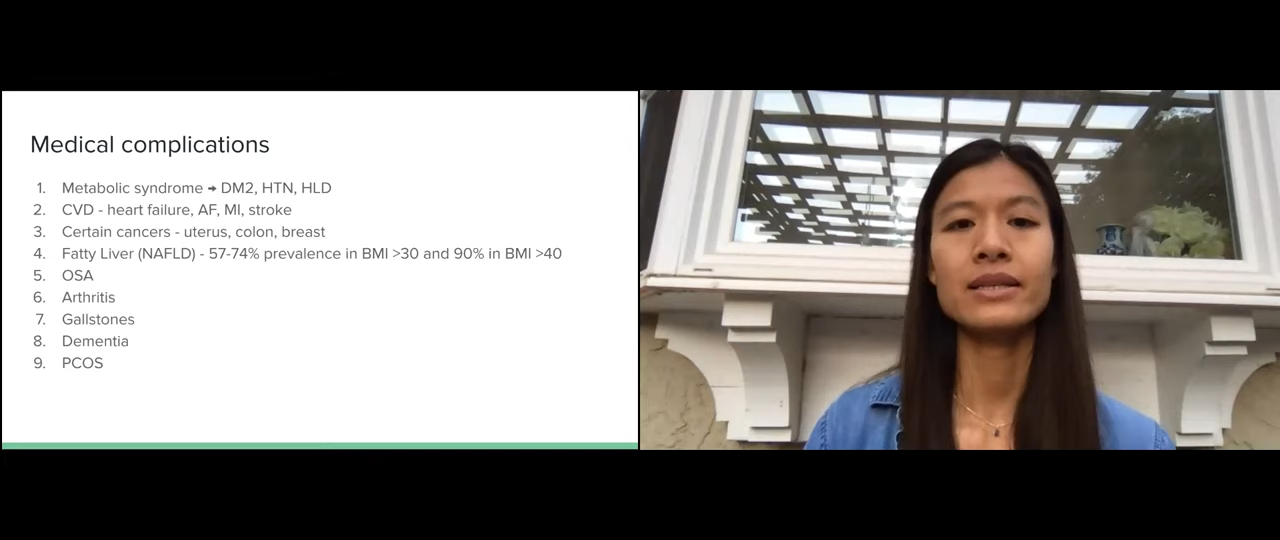 Medical complications
1. Metabolic syndrome → DM2, HTN, HLD
2. CVD - heart failure, AF, MI, stroke
3. Certain cancers - uterus, colon, breast
4. Fatty Liver (NAFLD) - 57-74% prevalence in BMI >30 and 90% in BMI >40
5. OSA
6. Arthritis
7. Gallstones
8. Dementia
9. PCOS